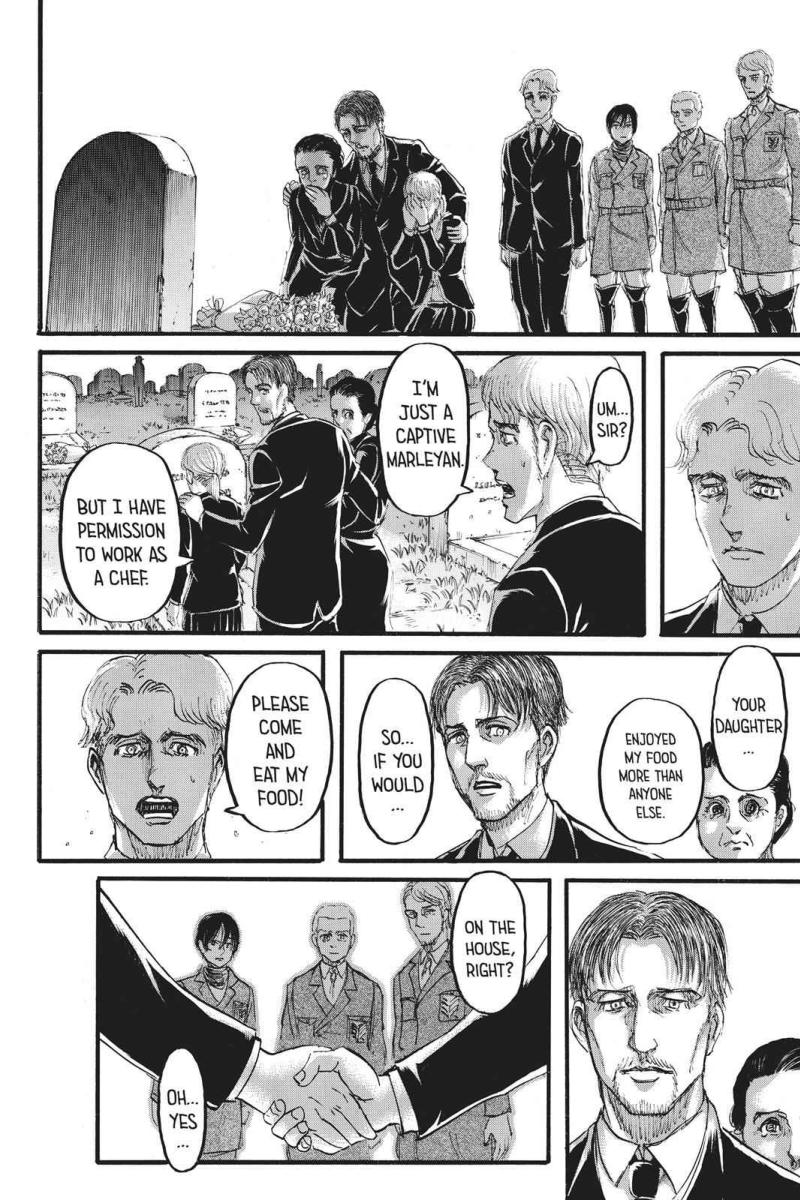 UM...
SIR?
I'M
JUST A
CAPTIVE
MARLEYAN.
BUT I HAVE
PERMISSION
TO WORK AS
A CHEF.
YOUR
DAUGHTER
...
ENJOYED
MY FOOD
MORE THAN
ANYONE
ELSE.
SO...
IF YOU
WOULD
...
PLEASE
COME
AND
EAT MY
FOOD!
ON THE
HOUSE,
RIGHT?
OH...
YES
...